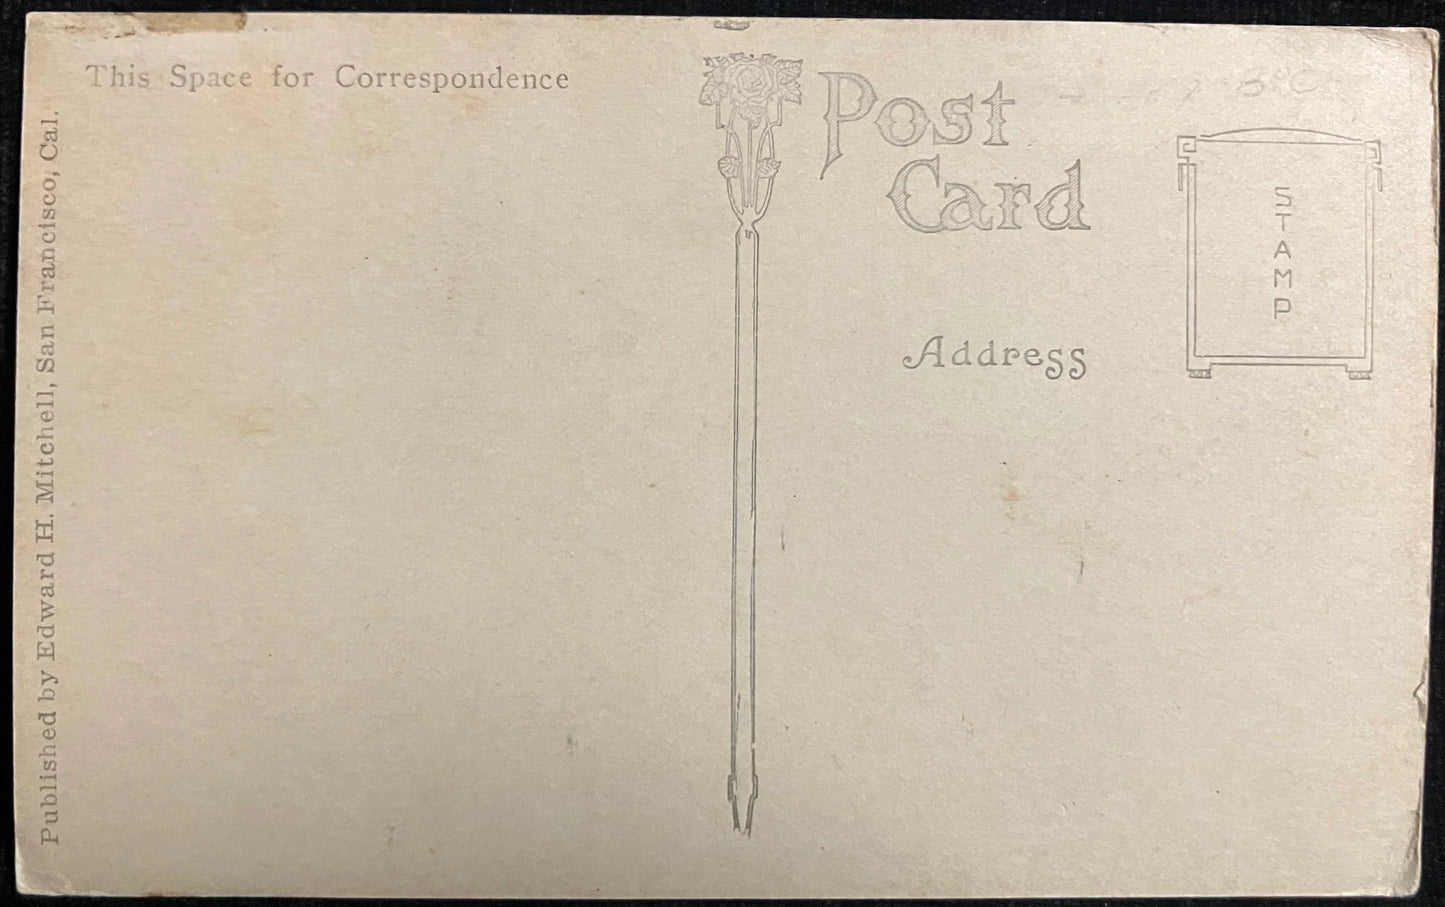 This Space for Correspondence
Post
Card
Address
STAMP
Published by Edward H. Mitchell, San Francisco, Cal.